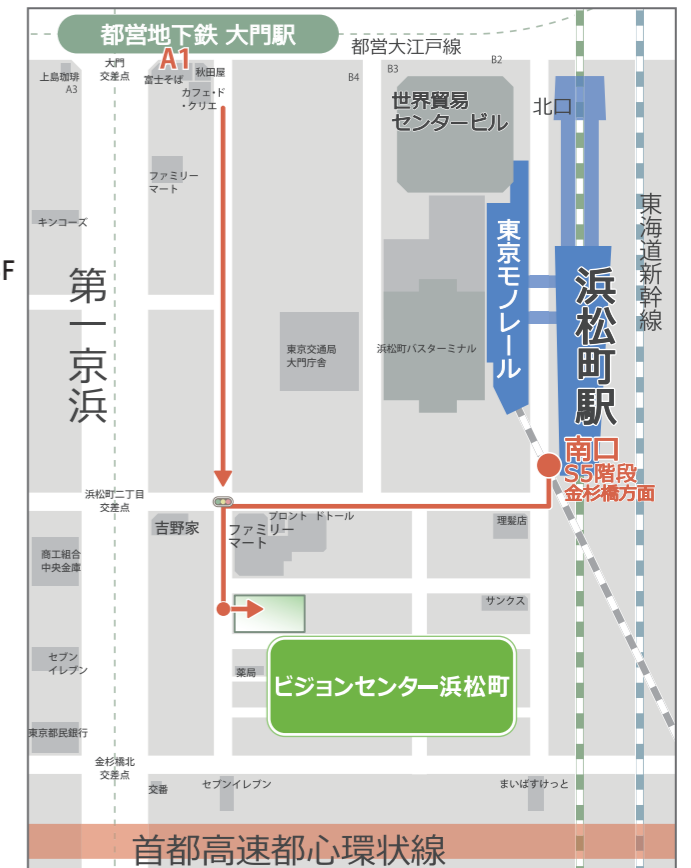 都営地下鉄 大門駅
都営大江戸線
A1
大門
交差点
上島珈琲
A3
富士そば
秋田屋
カフェ・ド
・クリエ
B4
B3
B2
世界貿易
センタービル
北口
ファミリー
マート
キンコーズ
F
第一京浜
東京モノレール
東海道新幹線
浜松町駅
東京交通局
大門庁舎
浜松町バスターミナル
南口
S5階段
金杉橋方面
浜松町二丁目
交差点
吉野家
ファミリー
マート
プロント
ドトール
理髪店
商工組合
中央金庫
サンクス
セブン
イレブン
薬局
ビジョンセンター浜松町
東京都民銀行
金杉橋北
交差点
交番
セブンイレブン
まいばすけっと
首都高速都心環状線